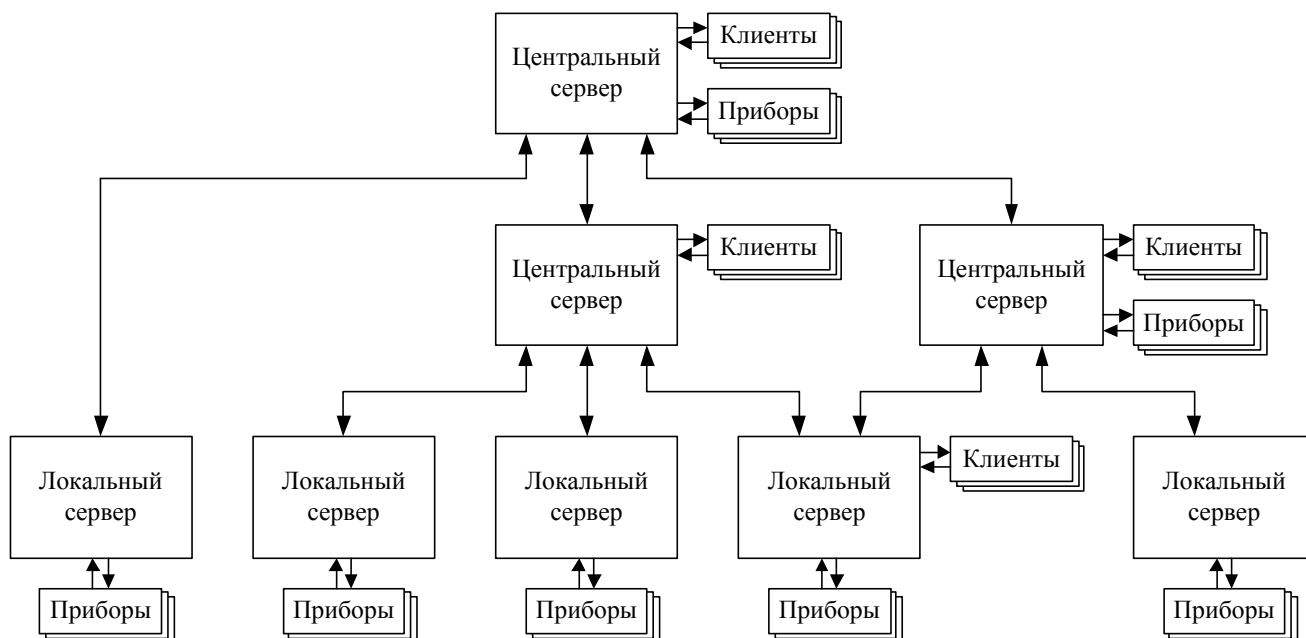 Центральный
сервер
Клиенты
Приборы
Центральный
сервер
Клиенты
Центральный
сервер
Клиенты
Приборы
Локальный
сервер
Локальный
сервер
Локальный
сервер
Локальный
сервер
Клиенты
Локальный
сервер
Приборы
Приборы
Приборы
Приборы
Приборы